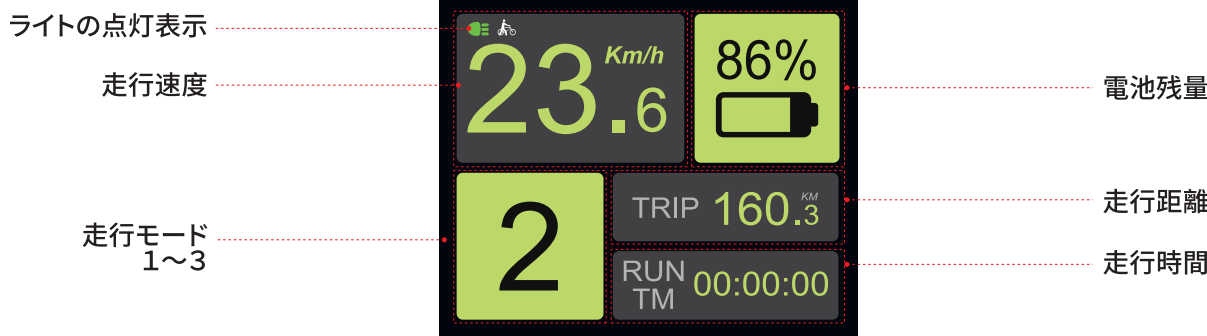 ライトの点灯表示
走行速度
Km/h
23.6
86%
電池残量
走行モード
1～3
2
TRIP 160.3 KM
走行距離
RUN TM 00:00:00
走行時間